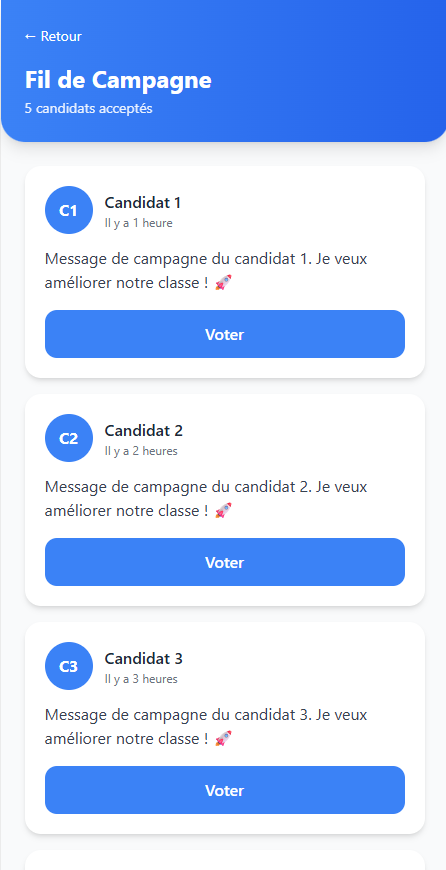 ← Retour
Fil de Campagne
5 candidats acceptés
C1
Candidat 1
Il y a 1 heure
Message de campagne du candidat 1. Je veux
améliorer notre classe ! 🚀
Voter
C2
Candidat 2
Il y a 2 heures
Message de campagne du candidat 2. Je veux
améliorer notre classe ! 🚀
Voter
C3
Candidat 3
Il y a 3 heures
Message de campagne du candidat 3. Je veux
améliorer notre classe ! 🚀
Voter